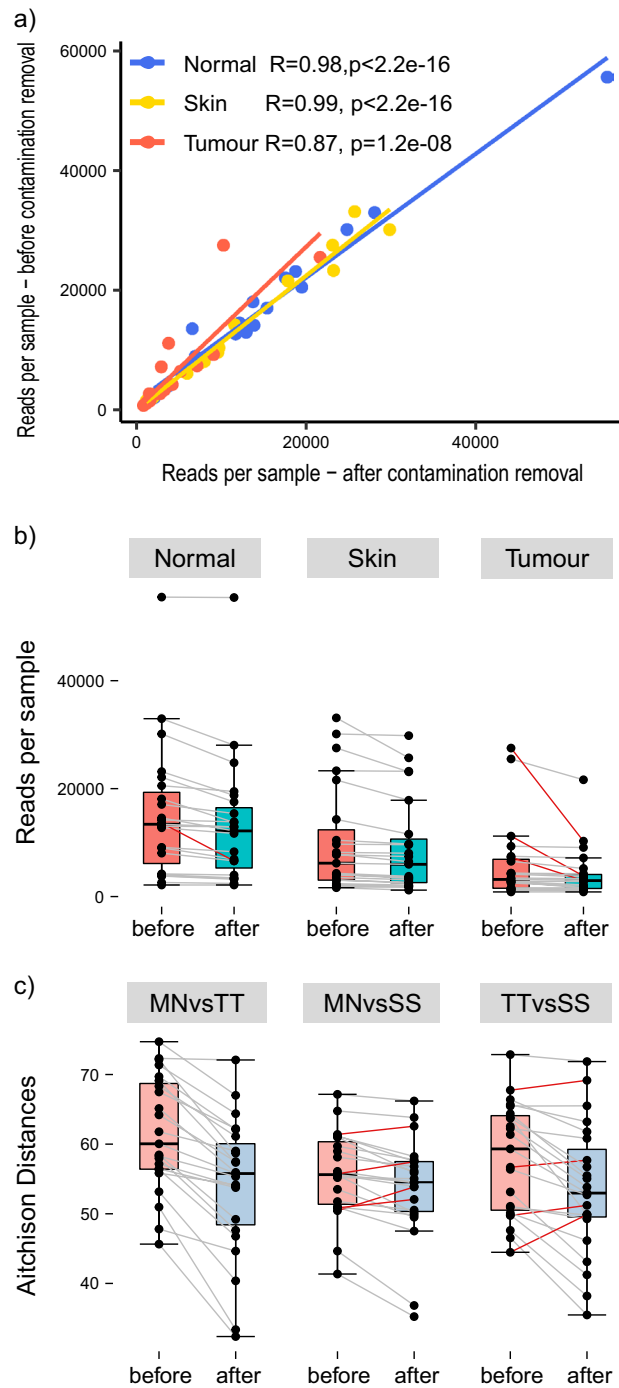 a)
60000
40000
20000
0
Reads per sample − before contamination removal
Normal R=0.98,p<2.2e-16
Skin R=0.99, p<2.2e-16
Tumour R=0.87, p=1.2e-08
0 20000 40000
Reads per sample − after contamination removal
b)
Normal Skin Tumour
Reads per sample
40000
20000
0
before after before after before after
c)
MNvsTT MNvsSS TTvsSS
Aitchison Distances
70
60
50
40
before after before after before after